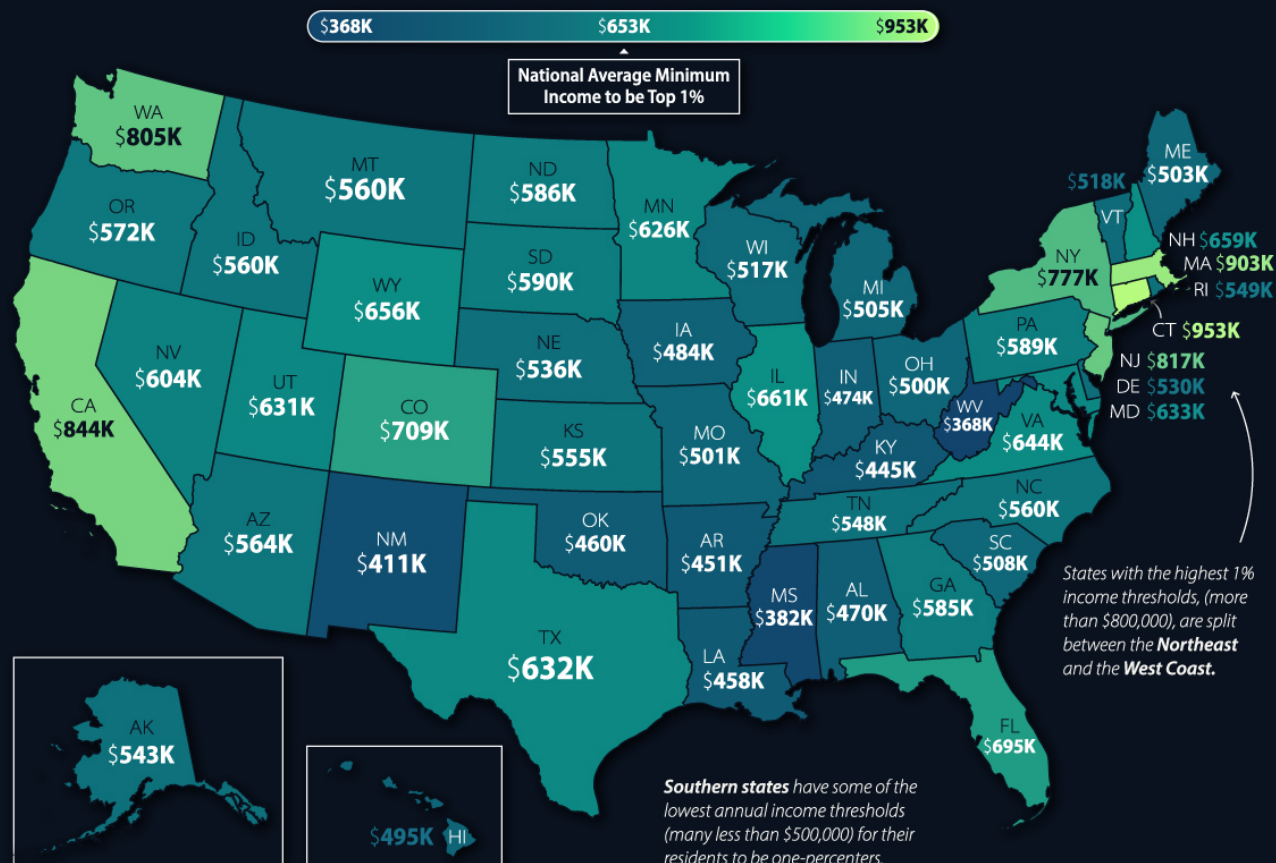 $368K
$653K
$953K
National Average Minimum
Income to be Top 1%
WA
$805K
OR
$572K
CA
$844K
NV
$604K
ID
$560K
MT
$560K
WY
$656K
UT
$631K
CO
$709K
AZ
$564K
NM
$411K
ND
$586K
SD
$590K
NE
$536K
KS
$555K
OK
$460K
TX
$632K
MN
$626K
IA
$484K
MO
$501K
AR
$451K
LA
$458K
WI
$517K
IL
$661K
MI
$505K
IN
$474K
OH
$500K
KY
$445K
TN
$548K
MS
$382K
AL
$470K
GA
$585K
FL
$695K
SC
$508K
NC
$560K
VA
$644K
WV
$368K
PA
$589K
NY
$777K
$518K
VT
ME
$503K
NH $659K
MA $903K
RI $549K
CT $953K
NJ $817K
DE $530K
MD $633K
States with the highest 1%
income thresholds, (more
than $800,000), are split
between the Northeast
and the West Coast.
AK
$543K
$495K HI
Southern states have some of the
lowest annual income thresholds
(many less than $500,000) for their
residents to be one-percenters.